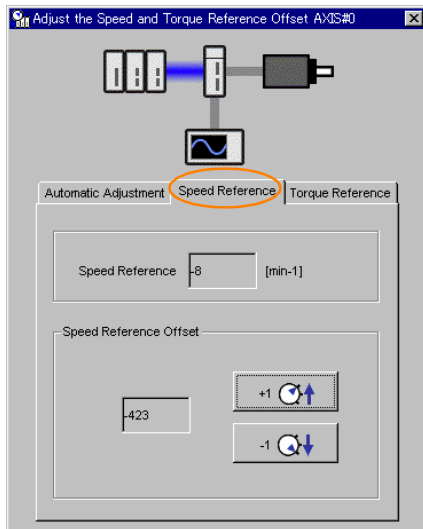 Adjust the Speed and Torque Reference Offset AXIS#0
Automatic Adjustment Speed Reference Torque Reference
Speed Reference -8 [min-1]
Speed Reference Offset
+1
-423
-1